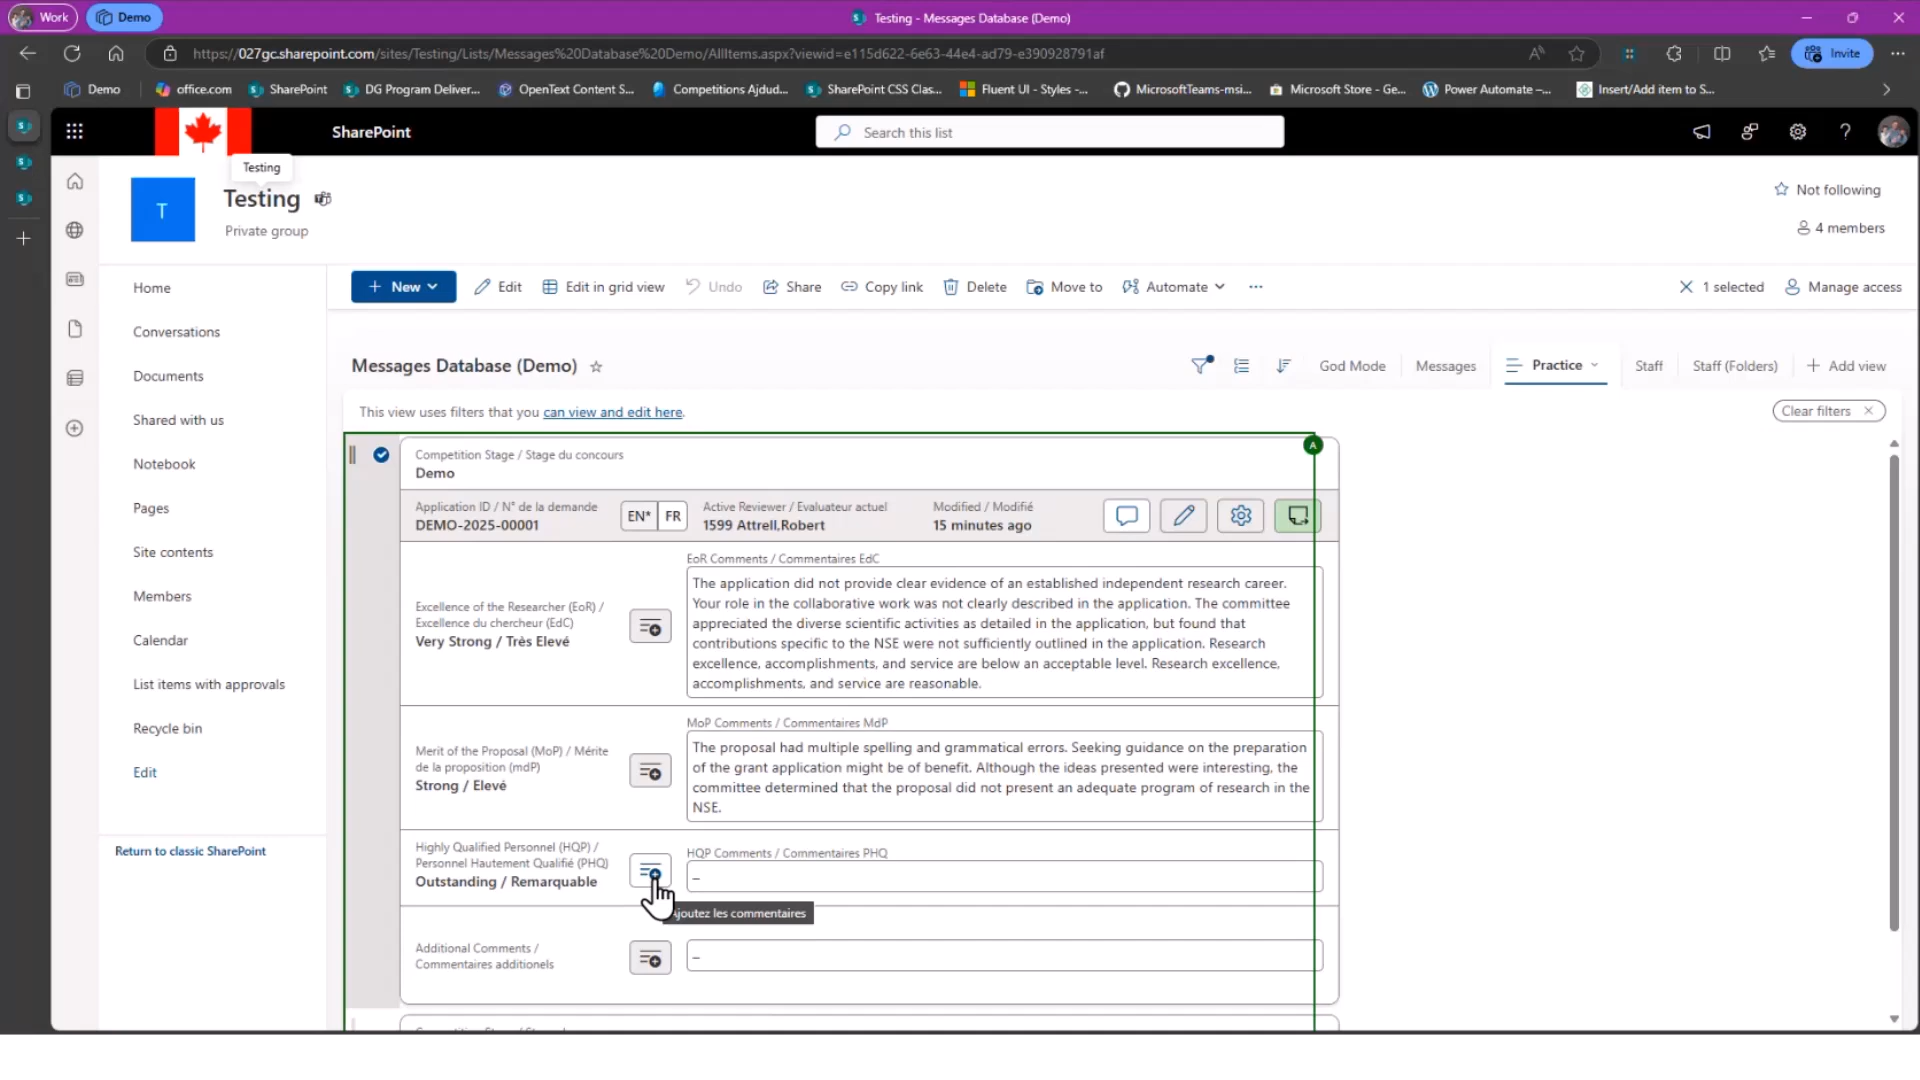 Work
Demo
Testing - Messages Database (Demo)
https://027gc.sharepoint.com/sites/Testing/Lists/Messages%20Database%20Demo/AllItems.aspx?viewid=e115d622-6e63-44e4-ad79-e390928791af
Invite
Demo
office.com
SharePoint
DG Program Deliver...
OpenText Content S...
Competitions Ajdud...
SharePoint CSS Clas...
Fluent UI - Styles -...
MicrosoftTeams-msi...
Microsoft Store - Ge...
Power Automate –...
Insert/Add item to S...
SharePoint
Search this list
Testing
T
Testing
Private group
Not following
4 members
Home
Conversations
Documents
Shared with us
Notebook
Pages
Site contents
Members
Calendar
List items with approvals
Recycle bin
Edit
Return to classic SharePoint
New
Edit
Edit in grid view
Undo
Share
Copy link
Delete
Move to
Automate
1 selected
Manage access
Messages Database (Demo)
God Mode
Messages
Practice
Staff
Staff (Folders)
Add view
This view uses filters that you can view and edit here.
Clear filters
A
Competition Stage / Stage du concours
Demo
Application ID / N° de la demande
DEMO-2025-00001
EN*
FR
Active Reviewer / Evaluateur actuel
1599 Attrell,Robert
Modified / Modifié
15 minutes ago
Excellence of the Researcher (EoR) /
Excellence du chercheur (EdC)
Very Strong / Très Elevé
EoR Comments / Commentaires EdC
The application did not provide clear evidence of an established independent research career.
Your role in the collaborative work was not clearly described in the application. The committee
appreciated the diverse scientific activities as detailed in the application, but found that
contributions specific to the NSE were not sufficiently outlined in the application. Research
excellence, accomplishments, and service are below an acceptable level. Research excellence,
accomplishments, and service are reasonable.
Merit of the Proposal (MoP) / Mérite
de la proposition (mdP)
Strong / Elevé
MoP Comments / Commentaires MdP
The proposal had multiple spelling and grammatical errors. Seeking guidance on the preparation
of the grant application might be of benefit. Although the ideas presented were interesting, the
committee determined that the proposal did not present an adequate program of research in the
NSE.
Highly Qualified Personnel (HQP) /
Personnel Hautement Qualifié (PHQ)
Outstanding / Remarquable
HQP Comments / Commentaires PHQ
–
joutez les commentaires
Additional Comments /
Commentaires additionels
–